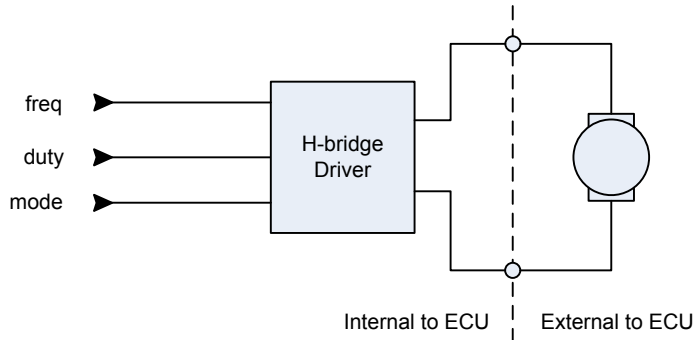 freq
duty
mode
H-bridge
Driver
Internal to ECU
External to ECU